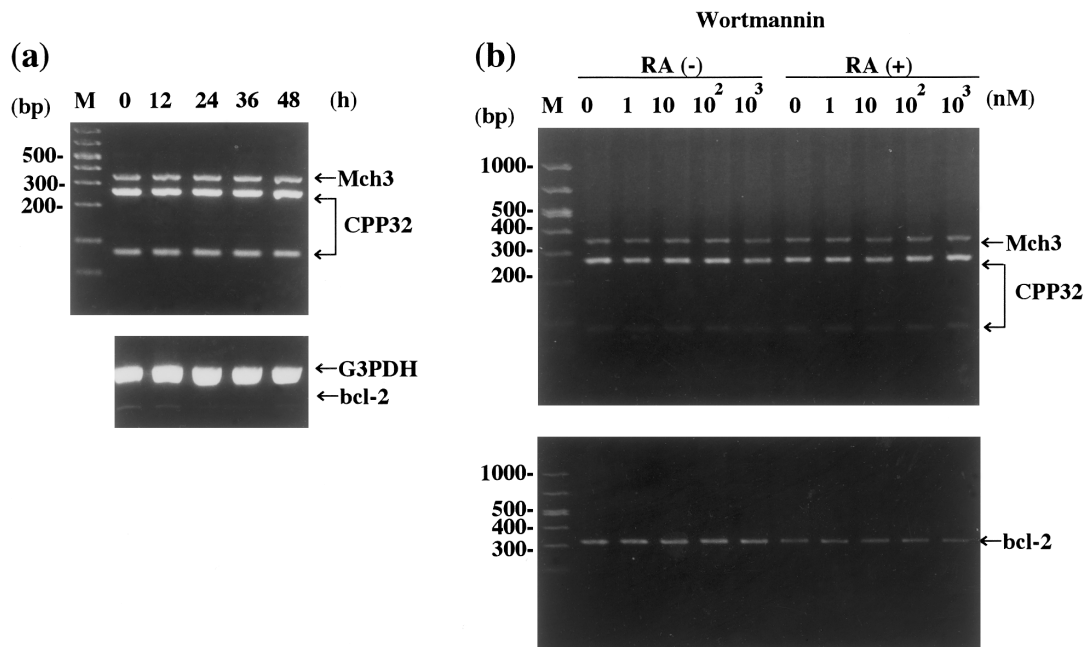 Wortmannin
(a)
(bp) M 0 12 24 36 48 (h)
500-
300-
200-
←Mch3
CPP32
←G3PDH
←bcl-2
(b)
RA (-) RA (+)
(bp) M 0 1 10 10² 10³ 0 1 10 10² 10³ (nM)
1000-
500-
400-
300-
200-
←Mch3
CPP32
1000-
500-
400-
300-
←bcl-2